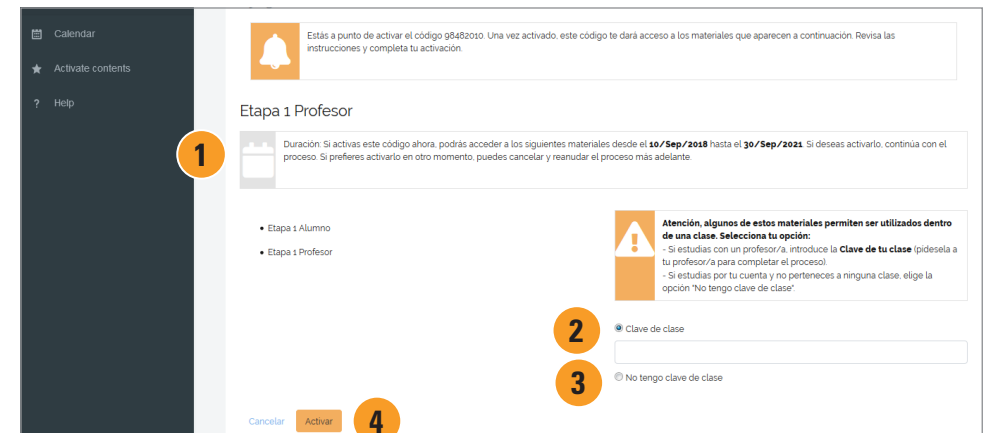 Calendar
Activate contents
? Help
Estás a punto de activar el código 98482010. Una vez activado, este código te dará acceso a los materiales que aparecen a continuación. Revisa las
instrucciones y completa tu activación.
Etapa 1 Profesor
1
Duración: Si activas este código ahora, podrás acceder a los siguientes materiales desde el 10/Sep/2018 hasta el 30/Sep/2021. Si deseas activarlo, continúa con el
proceso. Si prefieres activarlo en otro momento, puedes cancelar y reanudar el proceso más adelante.
• Etapa 1 Alumno
• Etapa 1 Profesor
Atención, algunos de estos materiales permiten ser utilizados dentro
de una clase. Selecciona tu opción:
- Si estudias con un profesor/a, introduce la Clave de tu clase (pídesela a
tu profesor/a para completar el proceso).
- Si estudias por tu cuenta y no perteneces a ninguna clase, elige la
opción "No tengo clave de clase".
2
Clave de clase
3
No tengo clave de clase
Cancelar
Activar
4